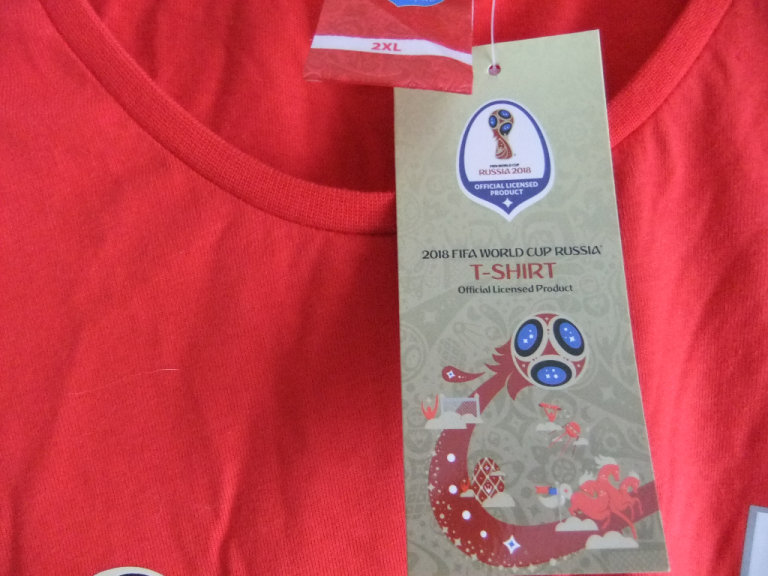 2XL
FIFA WORLD CUP
RUSSIA 2018
OFFICIAL LICENSED
PRODUCT
2018 FIFA WORLD CUP RUSSIA
T-SHIRT
Official Licensed Product